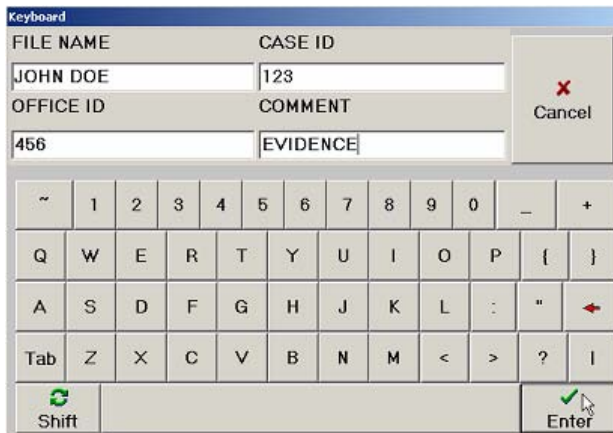 Keyboard
FILE NAME CASE ID
JOHN DOE 123
Cancel
OFFICE ID COMMENT
456 EVIDENCE
~ 1 2 3 4 5 6 7 8 9 0 _ +
Q W E R T Y U I O P { }
A S D F G H J K L : "
Tab Z X C V B N M < > ? |
Shift Enter